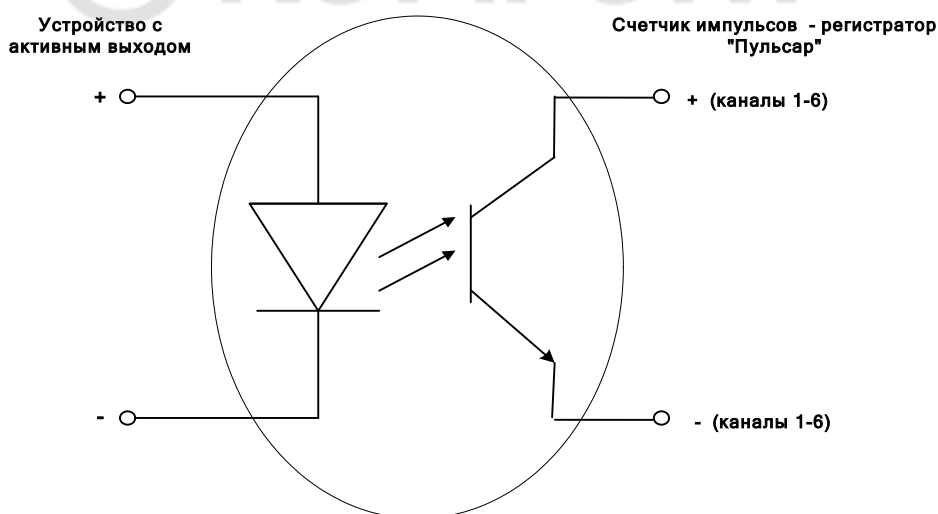 Устройство с
активным выходом
Счетчик импульсов - регистратор
"Пульсар"
+
+ (каналы 1-6)
-
- (каналы 1-6)